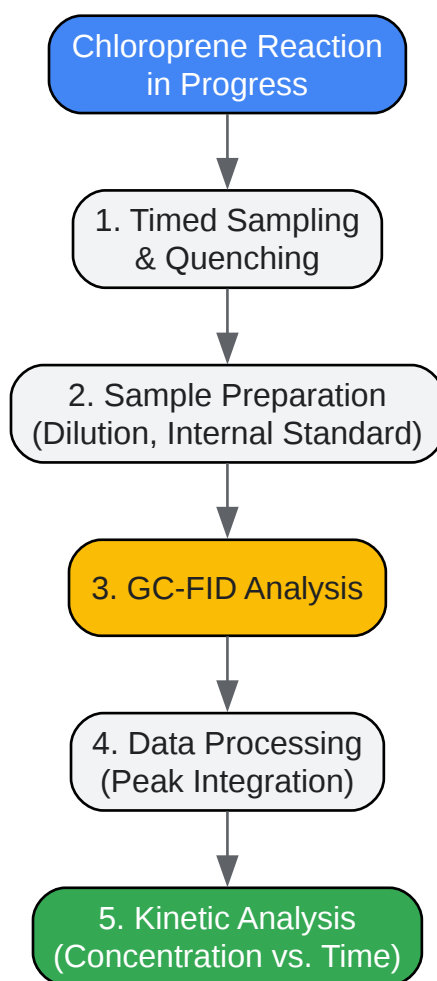 Chloroprene Reaction
in Progress
1. Timed Sampling
& Quenching
2. Sample Preparation
(Dilution, Internal Standard)
3. GC-FID Analysis
4. Data Processing
(Peak Integration)
5. Kinetic Analysis
(Concentration vs. Time)